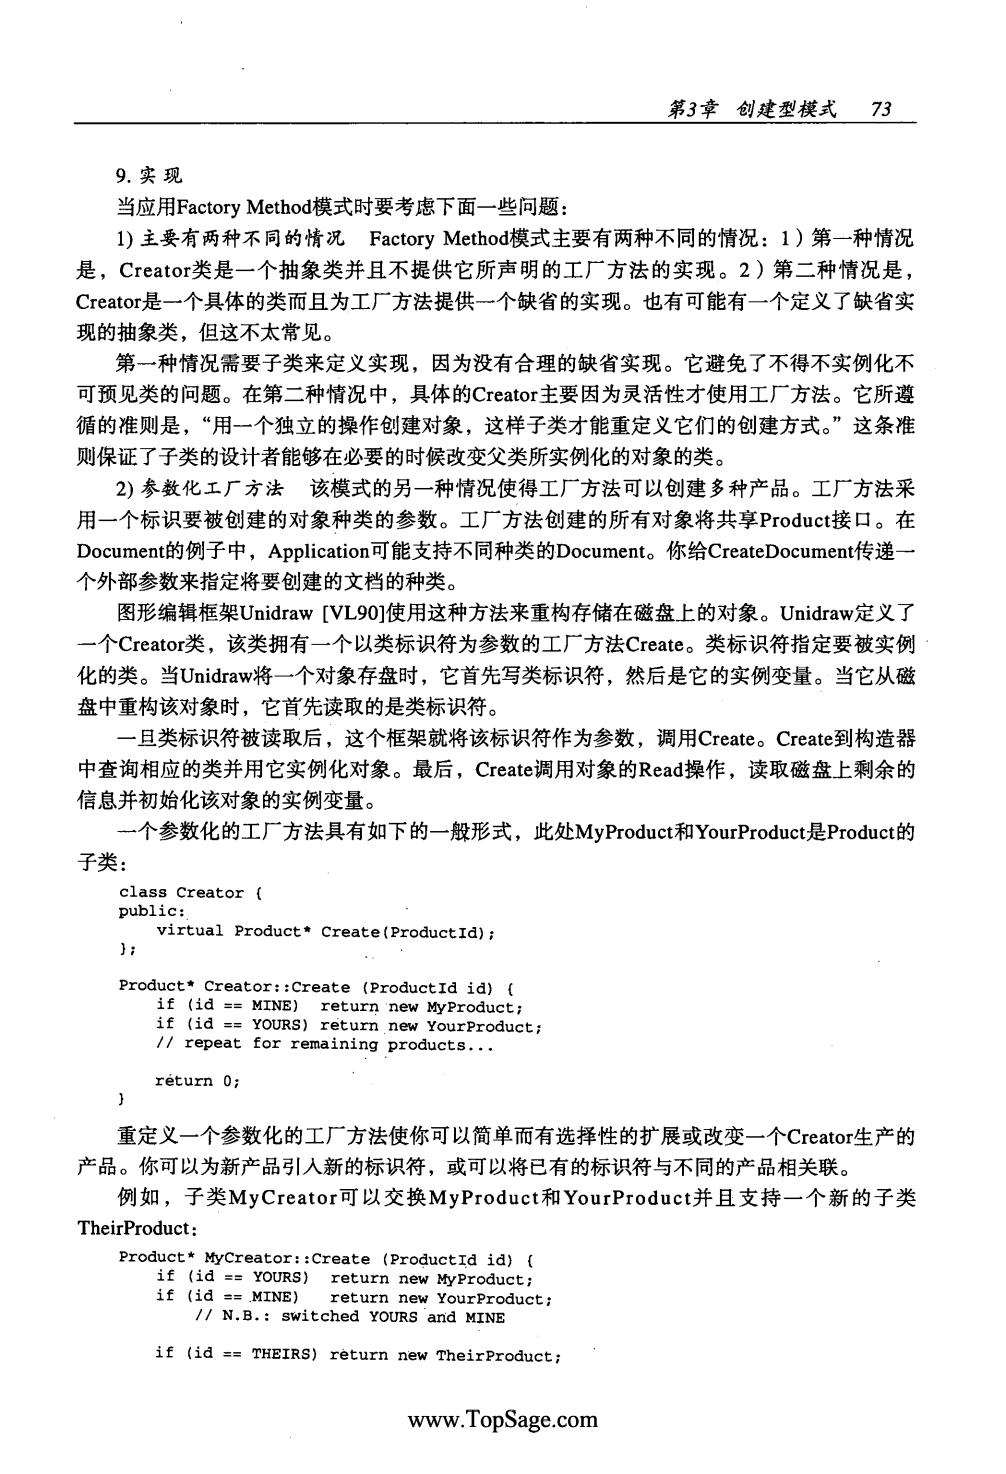 第3章 创建型模式 73
9. 实现
当应用Factory Method模式时要考虑下面一些问题：
1) 主要有两种不同的情况 Factory Method模式主要有两种不同的情况：1）第一种情况
是，Creator类是一个抽象类并且不提供它所声明的工厂方法的实现。2）第二种情况是，
Creator是一个具体的类而且为工厂方法提供一个缺省的实现。也有可能有一个定义了缺省实
现的抽象类，但这不太常见。
第一种情况需要子类来定义实现，因为没有合理的缺省实现。它避免了不得不实例化不
可预见类的问题。在第二种情况中，具体的Creator主要因为灵活性才使用工厂方法。它所遵
循的准则是，“用一个独立的操作创建对象，这样子类才能重定义它们的创建方式。”这条准
则保证了子类的设计者能够在必要的时候改变父类所实例化的对象的类。
2) 参数化工厂方法 该模式的另一种情况使得工厂方法可以创建多种产品。工厂方法采
用一个标识要被创建的对象种类的参数。工厂方法创建的所有对象将共享Product接口。在
Document的例子中，Application可能支持不同种类的Document。你给CreateDocument传递一
个外部参数来指定将要创建的文档的种类。
图形编辑框架Unidraw [VL90]使用这种方法来重构存储在磁盘上的对象。Unidraw定义了
一个Creator类，该类拥有一个以类标识符为参数的工厂方法Create。类标识符指定要被实例
化的类。当Unidraw将一个对象存盘时，它首先写类标识符，然后是它的实例变量。当它从磁
盘中重构该对象时，它首先读取的是类标识符。
一旦类标识符被读取后，这个框架就将该标识符作为参数，调用Create。Create到构造器
中查询相应的类并用它实例化对象。最后，Create调用对象的Read操作，读取磁盘上剩余的
信息并初始化该对象的实例变量。
一个参数化的工厂方法具有如下的一般形式，此处MyProduct和YourProduct是Product的
子类：
class Creator {
public:
virtual Product* Create(ProductId);
};
Product* Creator::Create (ProductId id) {
if (id == MINE) return new MyProduct;
if (id == YOURS) return new YourProduct;
// repeat for remaining products...
return 0;
}
重定义一个参数化的工厂方法使你可以简单而有选择性的扩展或改变一个Creator生产的
产品。你可以为新产品引入新的标识符，或可以将已有的标识符与不同的产品相关联。
例如，子类MyCreator可以交换MyProduct和YourProduct并且支持一个新的子类
TheirProduct：
Product* MyCreator::Create (ProductId id) {
if (id == YOURS) return new MyProduct;
if (id == MINE) return new YourProduct;
// N.B.: switched YOURS and MINE
if (id == THEIRS) return new TheirProduct;
www.TopSage.com